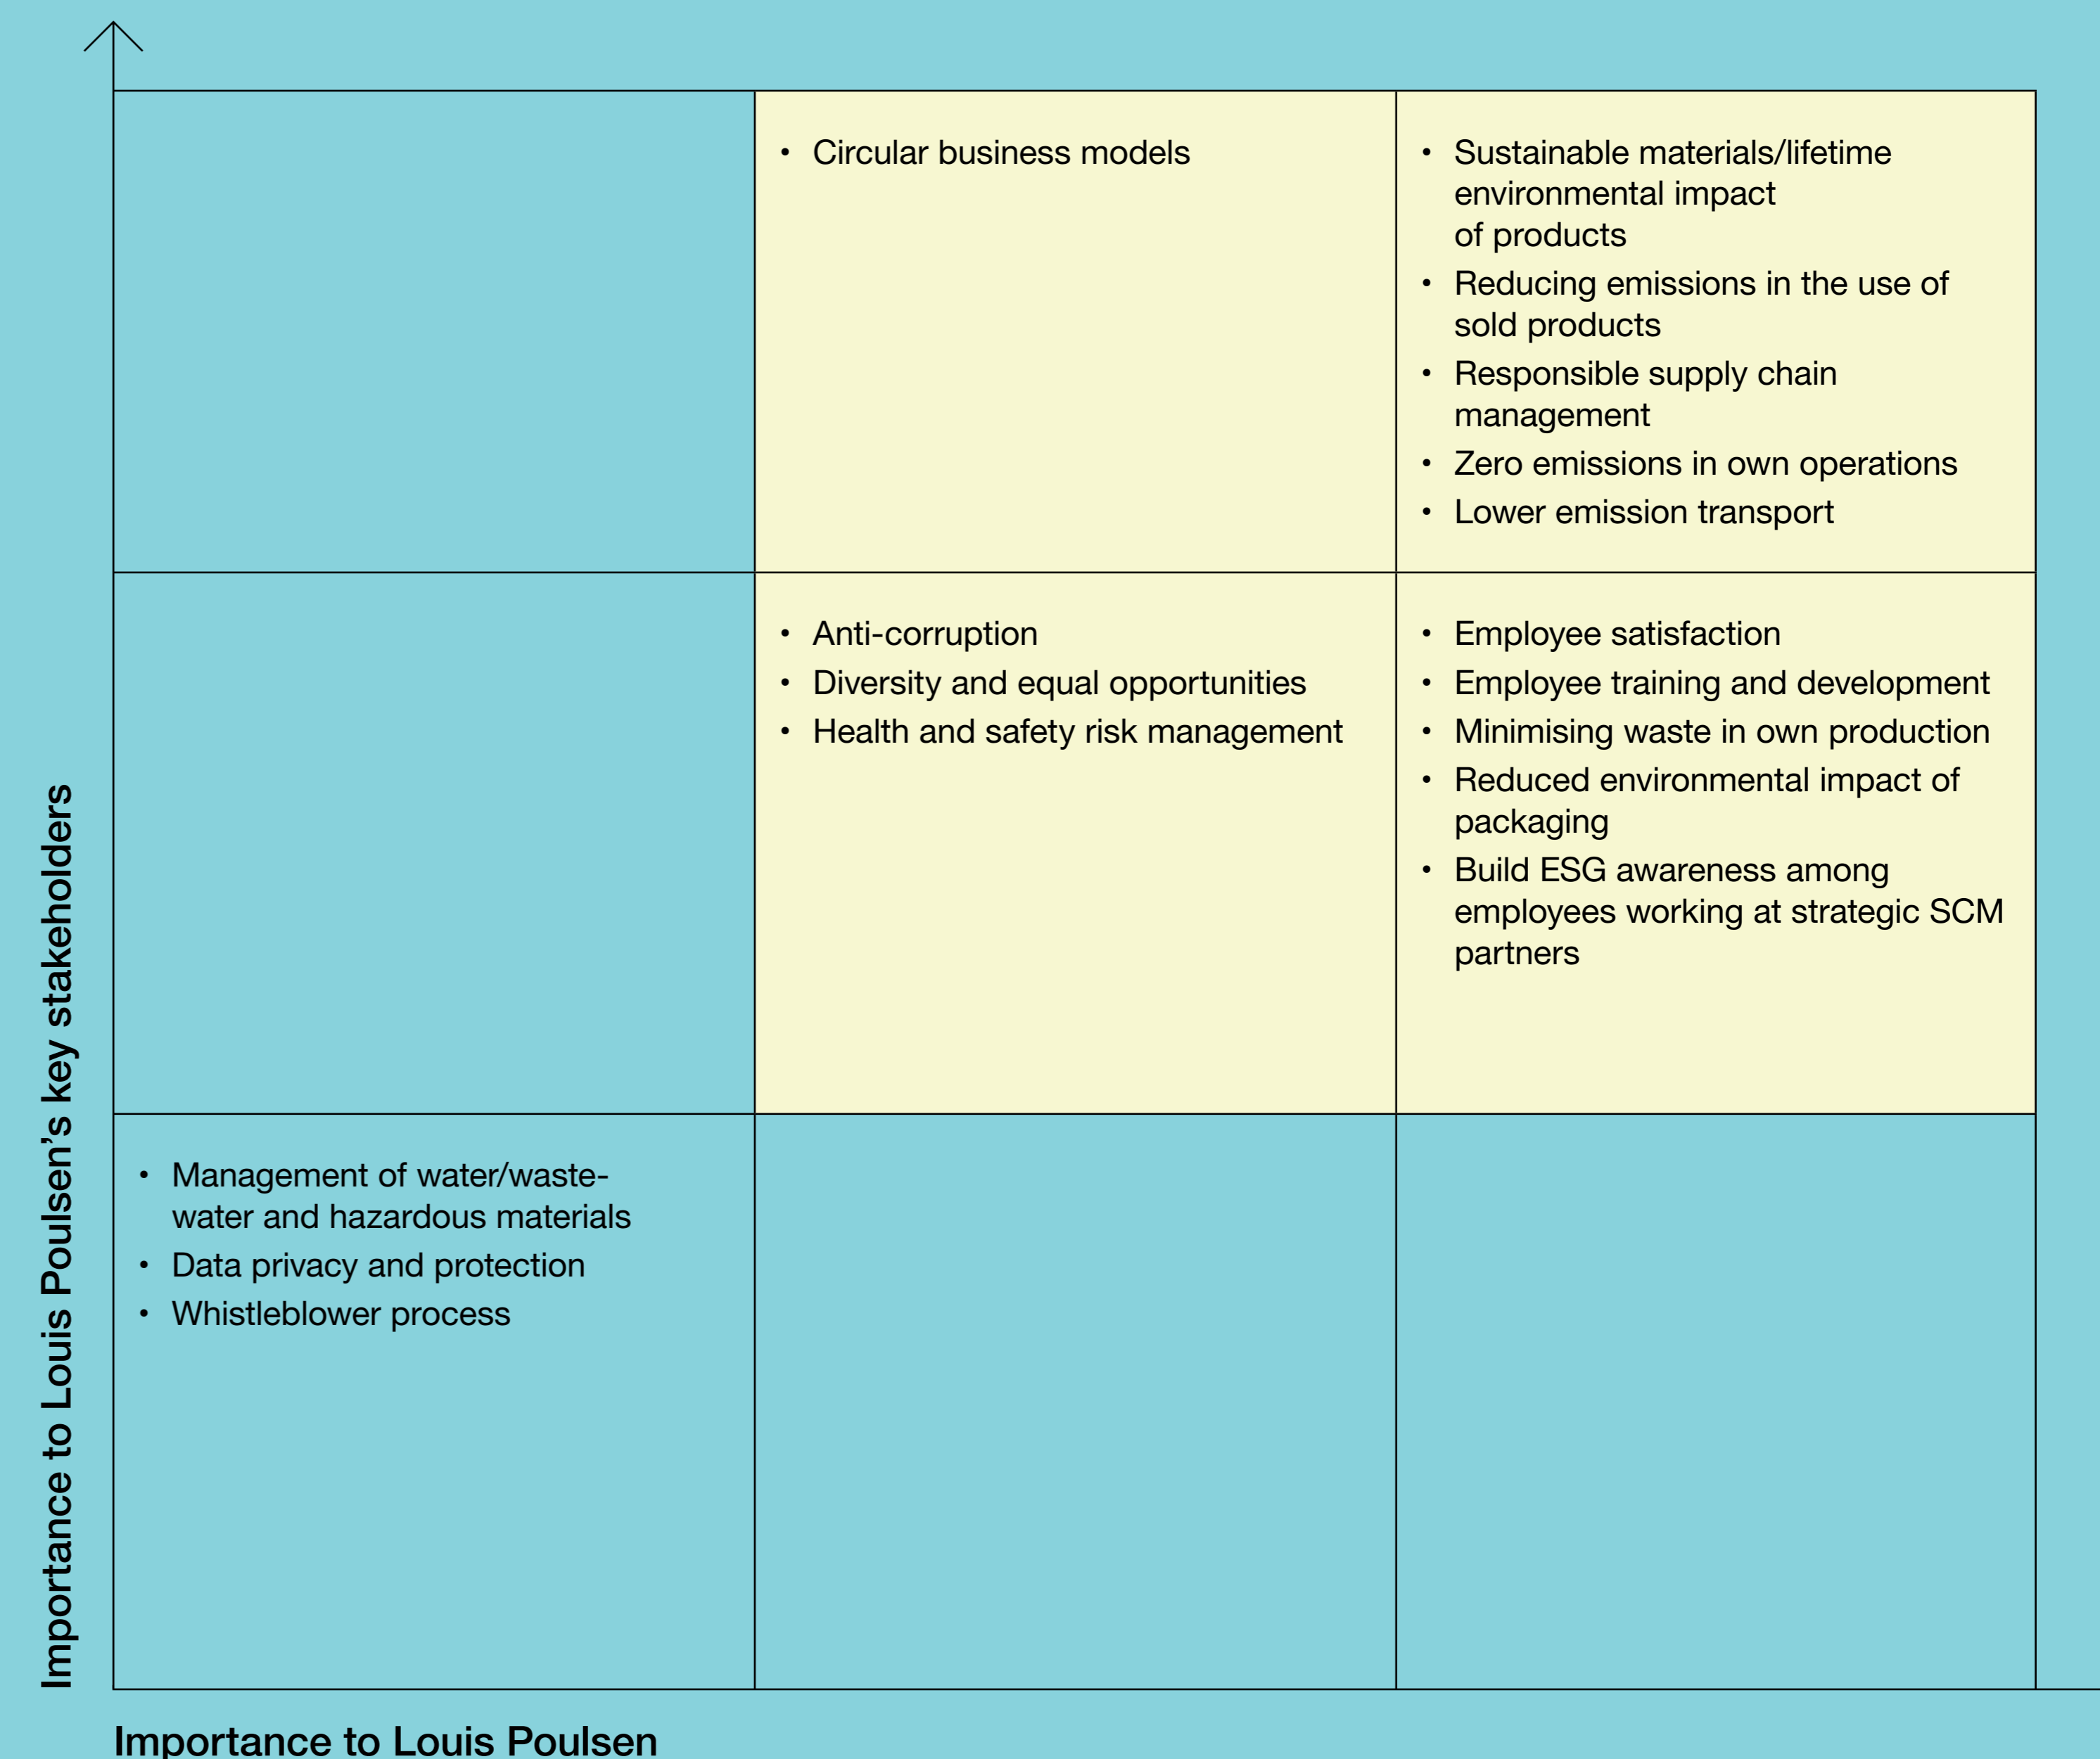 Importance to Louis Poulsen’s key stakeholders
• Circular business models
• Sustainable materials/lifetime
environmental impact
of products
• Reducing emissions in the use of
sold products
• Responsible supply chain
management
• Zero emissions in own operations
• Lower emission transport
• Anti-corruption
• Diversity and equal opportunities
• Health and safety risk management
• Employee satisfaction
• Employee training and development
• Minimising waste in own production
• Reduced environmental impact of
packaging
• Build ESG awareness among
employees working at strategic SCM
partners
• Management of water/waste-
water and hazardous materials
• Data privacy and protection
• Whistleblower process
Importance to Louis Poulsen